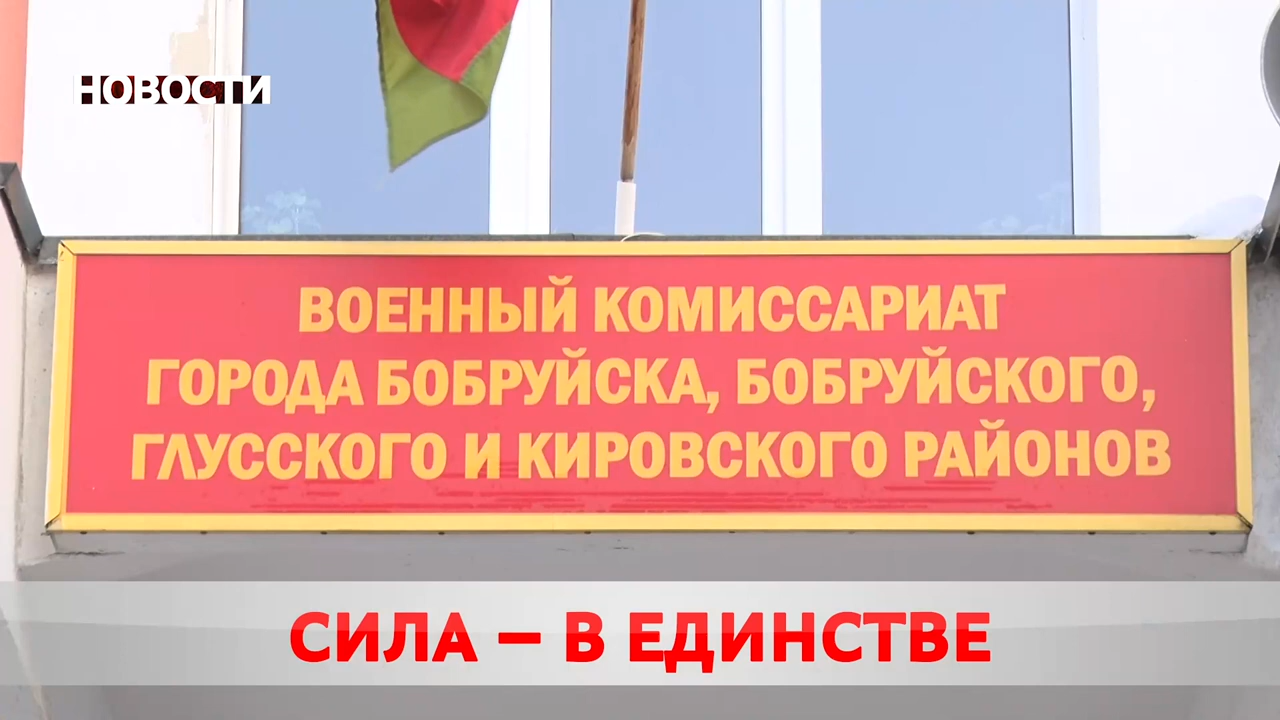 НОВОСТИ
ВОЕННЫЙ КОМИССАРИАТ
ГОРОДА БОБРУЙСКА, БОБРУЙСКОГО,
ГЛУССКОГО И КИРОВСКОГО РАЙОНОВ
СИЛА – В ЕДИНСТВЕ